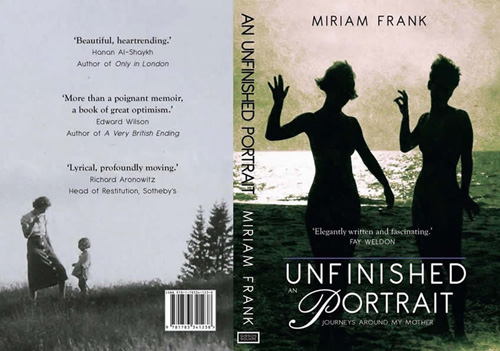 'Beautiful, heartrending.'
Hanan Al-Shaykh
Author of Only in London
'More than a poignant memoir,
a book of great optimism.'
Edward Wilson
Author of A Very British Ending
'Lyrical, profoundly moving.'
Richard Aronowitz
Head of Restitution, Sotheby's
AN UNFINISHED PORTRAIT
MIRIAM FRANK
MIRIAM FRANK
'Elegantly written and fascinating.'
FAY WELDON
UNFINISHED
AN PORTRAIT
JOURNEYS AROUND MY MOTHER